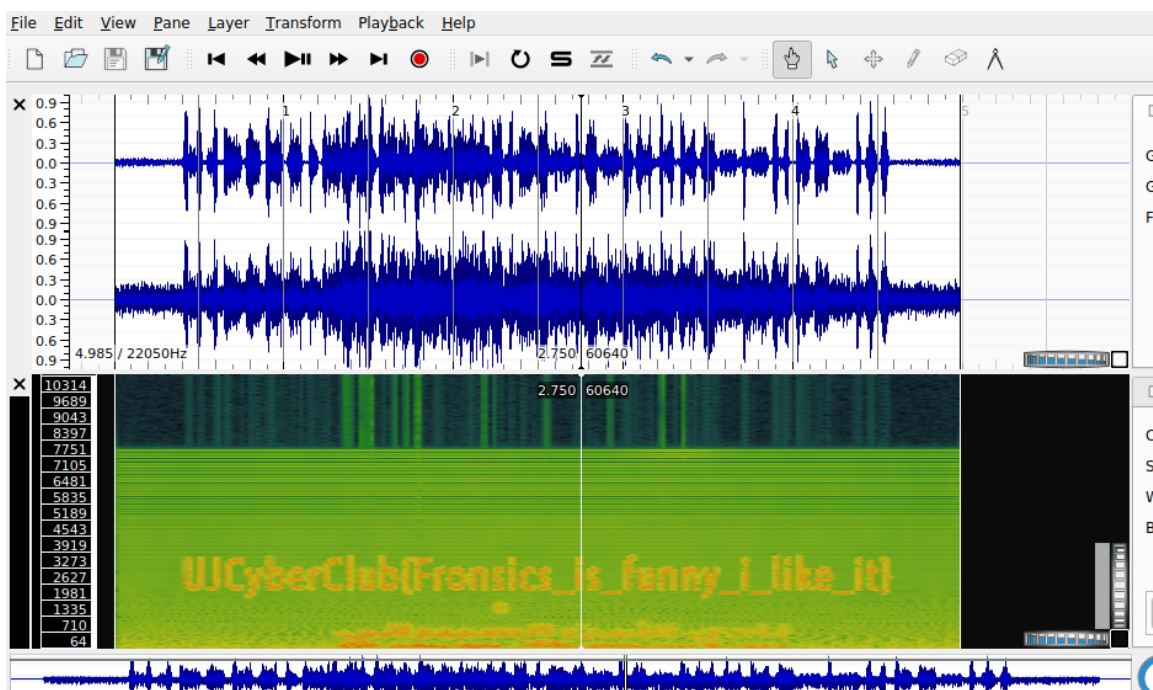 File Edit View Pane Layer Transform Playback Help
0.9
0.6
0.3
0.0
0.3
0.6
0.9
0.6
0.3
0.0
0.3
0.6
0.9
1 2 3 4 5
4.985 / 22050Hz
2.750 60640
G
G
F
10314
9689
9043
8397
7751
7105
6481
5835
5189
4543
3919
3273
2627
1981
1335
710
64
2.750 60640
UJCyberClub{Fronsics_is_funny_i_like_it}
C
S
W
B